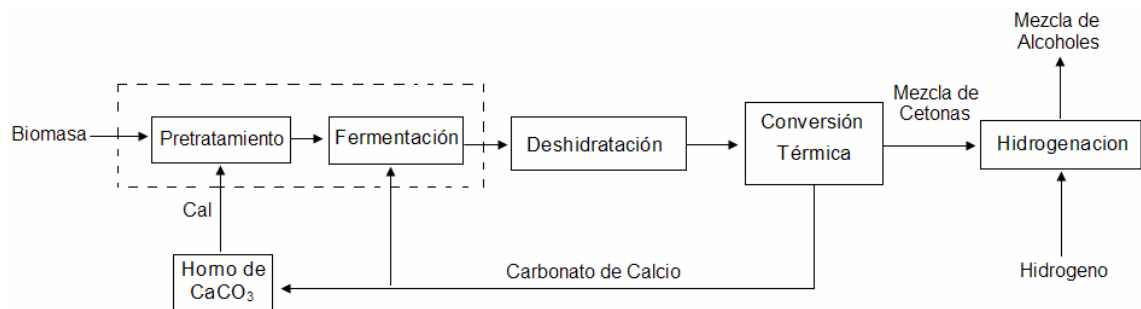 Mezcla de
Alcoholes
Biomasa
Pretratamiento
Fermentación
Deshidratación
Conversión
Térmica
Mezcla de
Cetonas
Hidrogenacion
Cal
Horno de
CaCO₃
Carbonato de Calcio
Hidrogeno